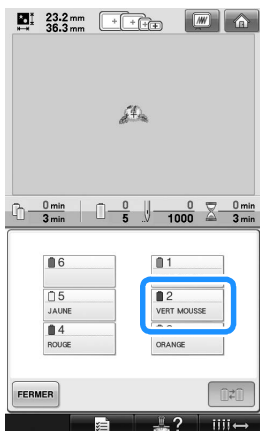 23.2 mm
36.3 mm
0 min
3 min
0
5
0
1000
0 min
3 min
6
1
5
JAUNE
2
VERT MOUSSE
4
ROUGE
ORANGE
FERMER
?